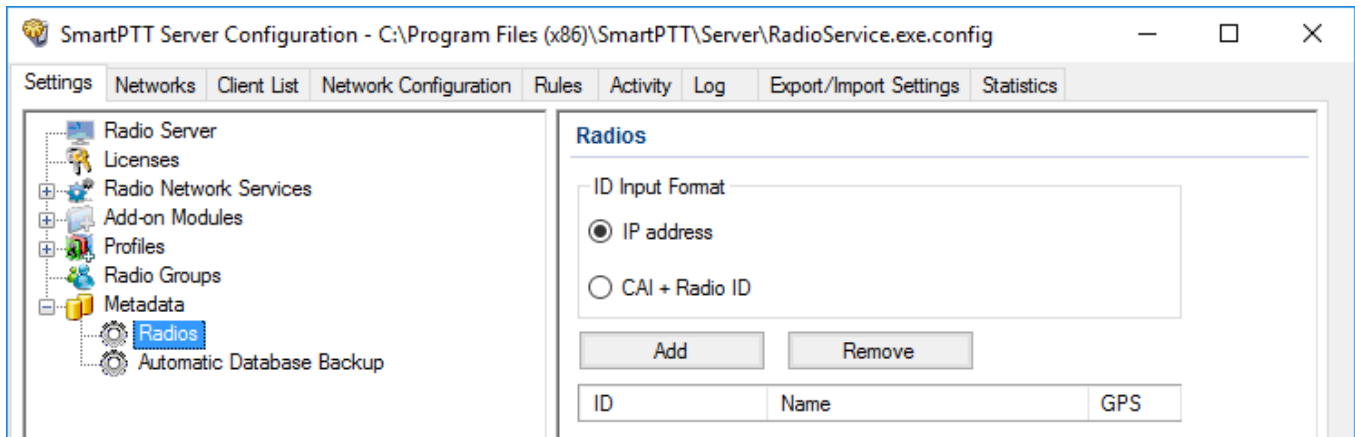 SmartPTT Server Configuration - C:\Program Files (x86)\SmartPTT\Server\RadioService.exe.config
Settings Networks Client List Network Configuration Rules Activity Log Export/Import Settings Statistics
Radio Server
Licenses
Radio Network Services
Add-on Modules
Profiles
Radio Groups
Metadata
Radios
Automatic Database Backup
Radios
ID Input Format
IP address
CAI + Radio ID
Add Remove
ID Name GPS